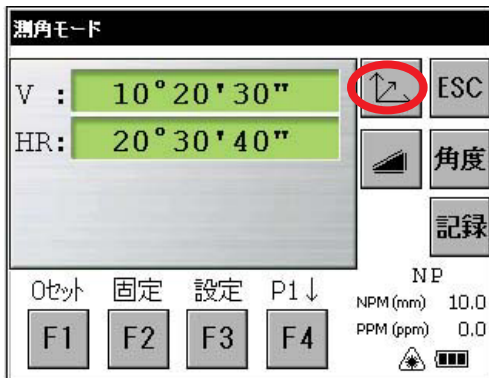 測角モード
V : 10°20'30"
HR: 20°30'40"
ESC
角度
記録
0セット 固定 設定 P1↓
F1 F2 F3 F4
NP
NPM (mm) 10.0
PPM (ppm) 0.0